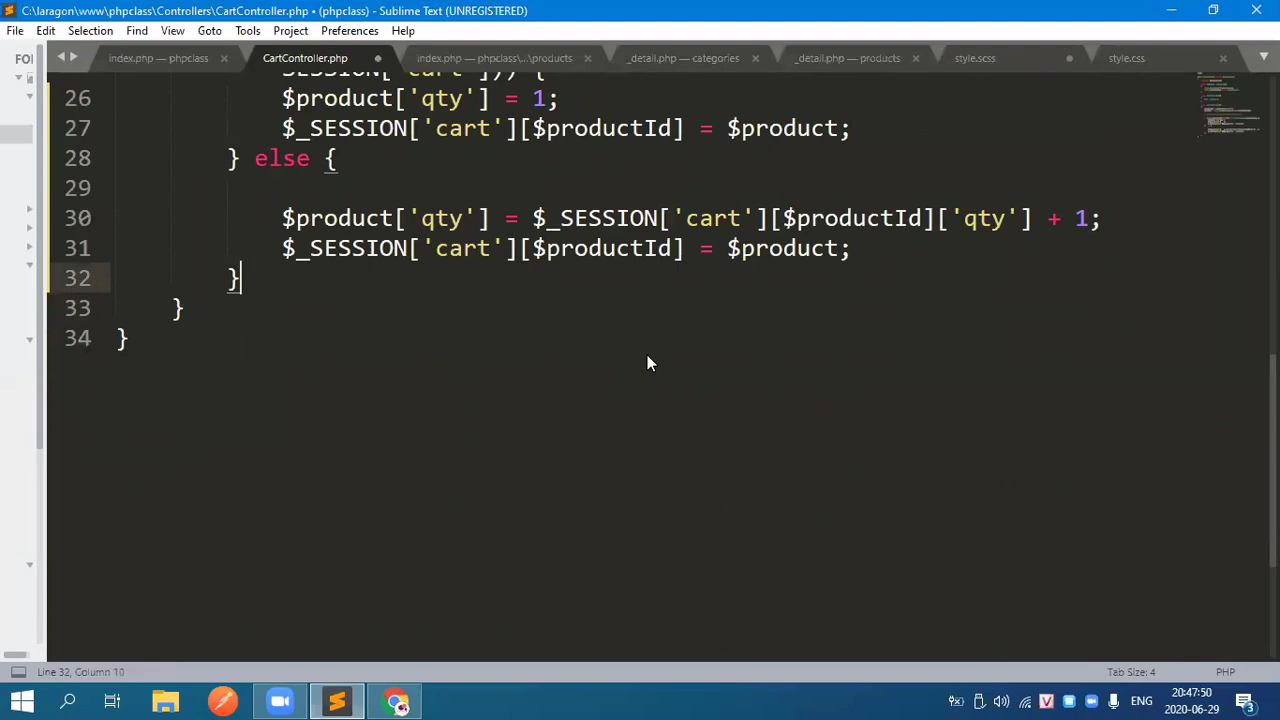 C:\laragon\www\phpclass\Controllers\CartController.php • (phpclass) - Sublime Text (UNREGISTERED)
File Edit Selection Find View Goto Tools Project Preferences Help
FO
index.php — phpclass
CartController.php
index.php — phpclass\...\products
_detail.php — categories
_detail.php — products
style.scss
style.css
$_SESSION['cart'])) {
26 $product['qty'] = 1;
27 $_SESSION['cart'][$productId] = $product;
28 } else {
29
30 $product['qty'] = $_SESSION['cart'][$productId]['qty'] + 1;
31 $_SESSION['cart'][$productId] = $product;
32 }
33 }
34 }
Line 32, Column 10
Tab Size: 4
PHP
ENG
20:47:50
2020-06-29
3